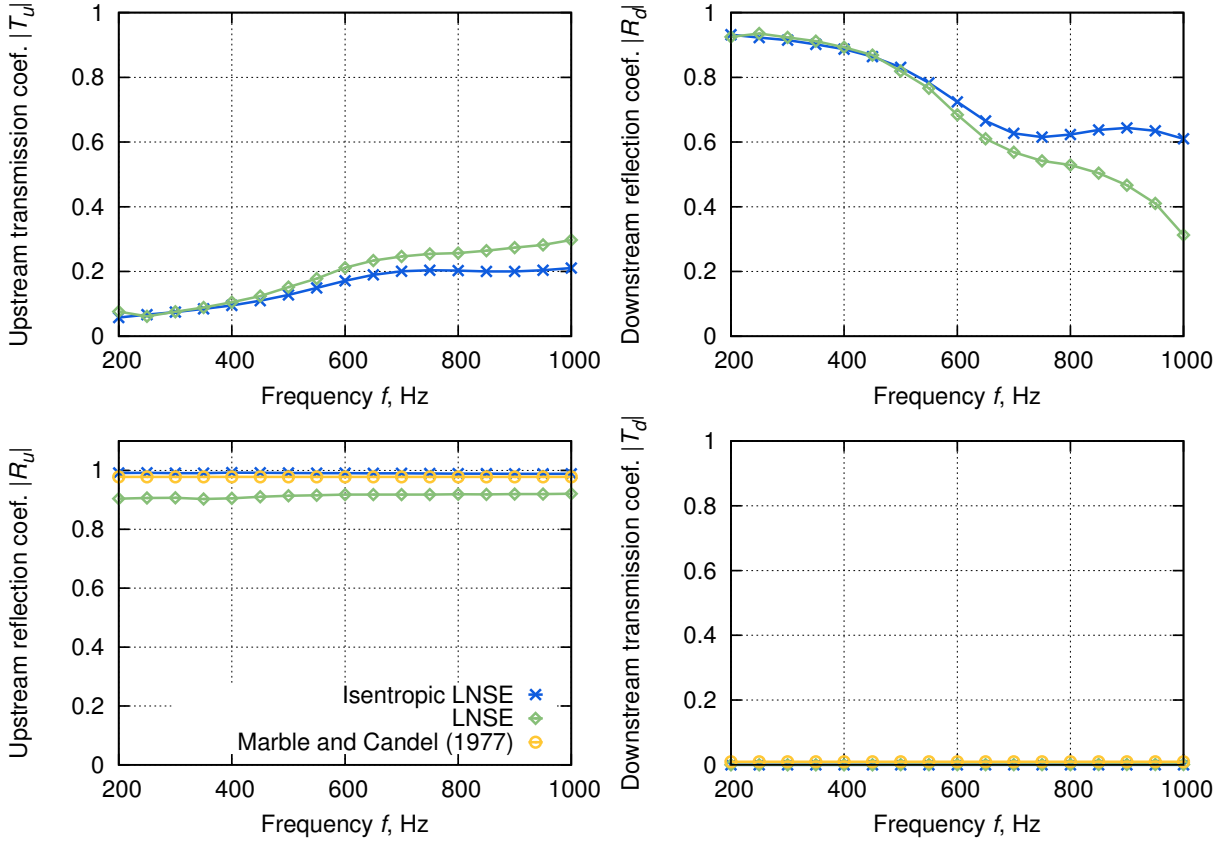 Upstream transmission coef. |T_u|
1
0.8
0.6
0.4
0.2
0
200 400 600 800 1000
Frequency f, Hz
Downstream reflection coef. |R_d|
1
0.8
0.6
0.4
0.2
0
200 400 600 800 1000
Frequency f, Hz
Upstream reflection coef. |R_u|
1
0.8
0.6
0.4
0.2
0
200 400 600 800 1000
Frequency f, Hz
Isentropic LNSE
LNSE
Marble and Candel (1977)
Downstream transmission coef. |T_d|
1
0.8
0.6
0.4
0.2
0
200 400 600 800 1000
Frequency f, Hz